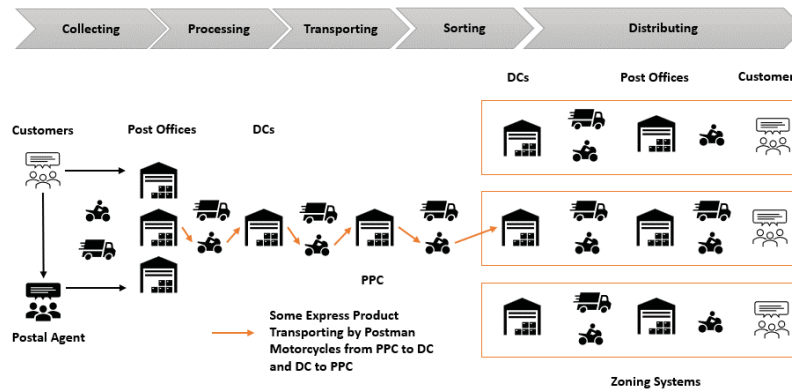 Collecting
Processing
Transporting
Sorting
Distributing
DCs
Post Offices
Customer
Customers
Post Offices
DCs
PPC
Postal Agent
Some Express Product
Transporting by Postman
Motorcycles from PPC to DC
and DC to PPC
Zoning Systems